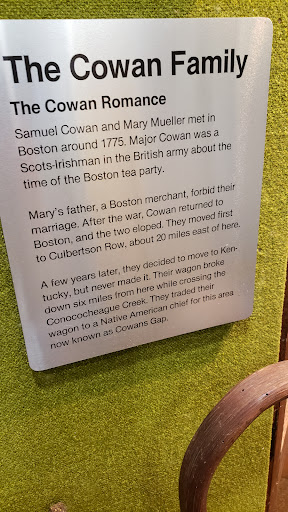 The Cowan Family
The Cowan Romance
Samuel Cowan and Mary Mueller met in
Boston around 1775. Major Cowan was a
Scots-Irishman in the British army about the
time of the Boston tea party.
Mary's father, a Boston merchant, forbid their
marriage. After the war, Cowan returned to
Boston, and the two eloped. They moved first
to Culbertson Row, about 20 miles east of here.
A few years later, they decided to move to Ken-
tucky, but never made it. Their wagon broke
down six miles from here while crossing the
Conococheague Creek. They traded their
wagon to a Native American chief for this area
now known as Cowans Gap.